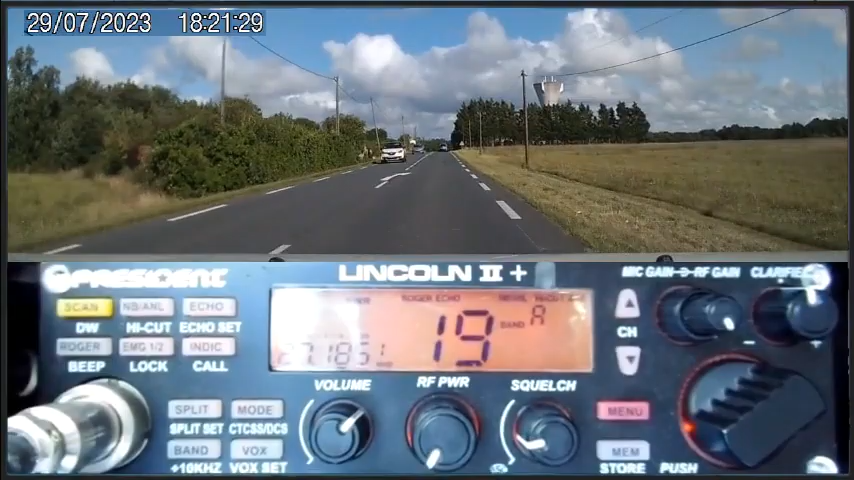 29/07/2023 18:21:29
PRESIDENT LINCOLN II + MIC GAIN RF GAIN CLARIFIER
SCAN NB/ANL ECHO
DW HI-CUT ECHO SET
ROGER EMG 1/2 INDIC
BEEP LOCK CALL
ROGER ECHO
19 BAND A
27.185
CH
VOLUME RF PWR SQUELCH
SPLIT MODE
SPLIT SET CTCSS/DCS
BAND VOX
+10KHZ VOX SET
MENU
MEM
STORE PUSH